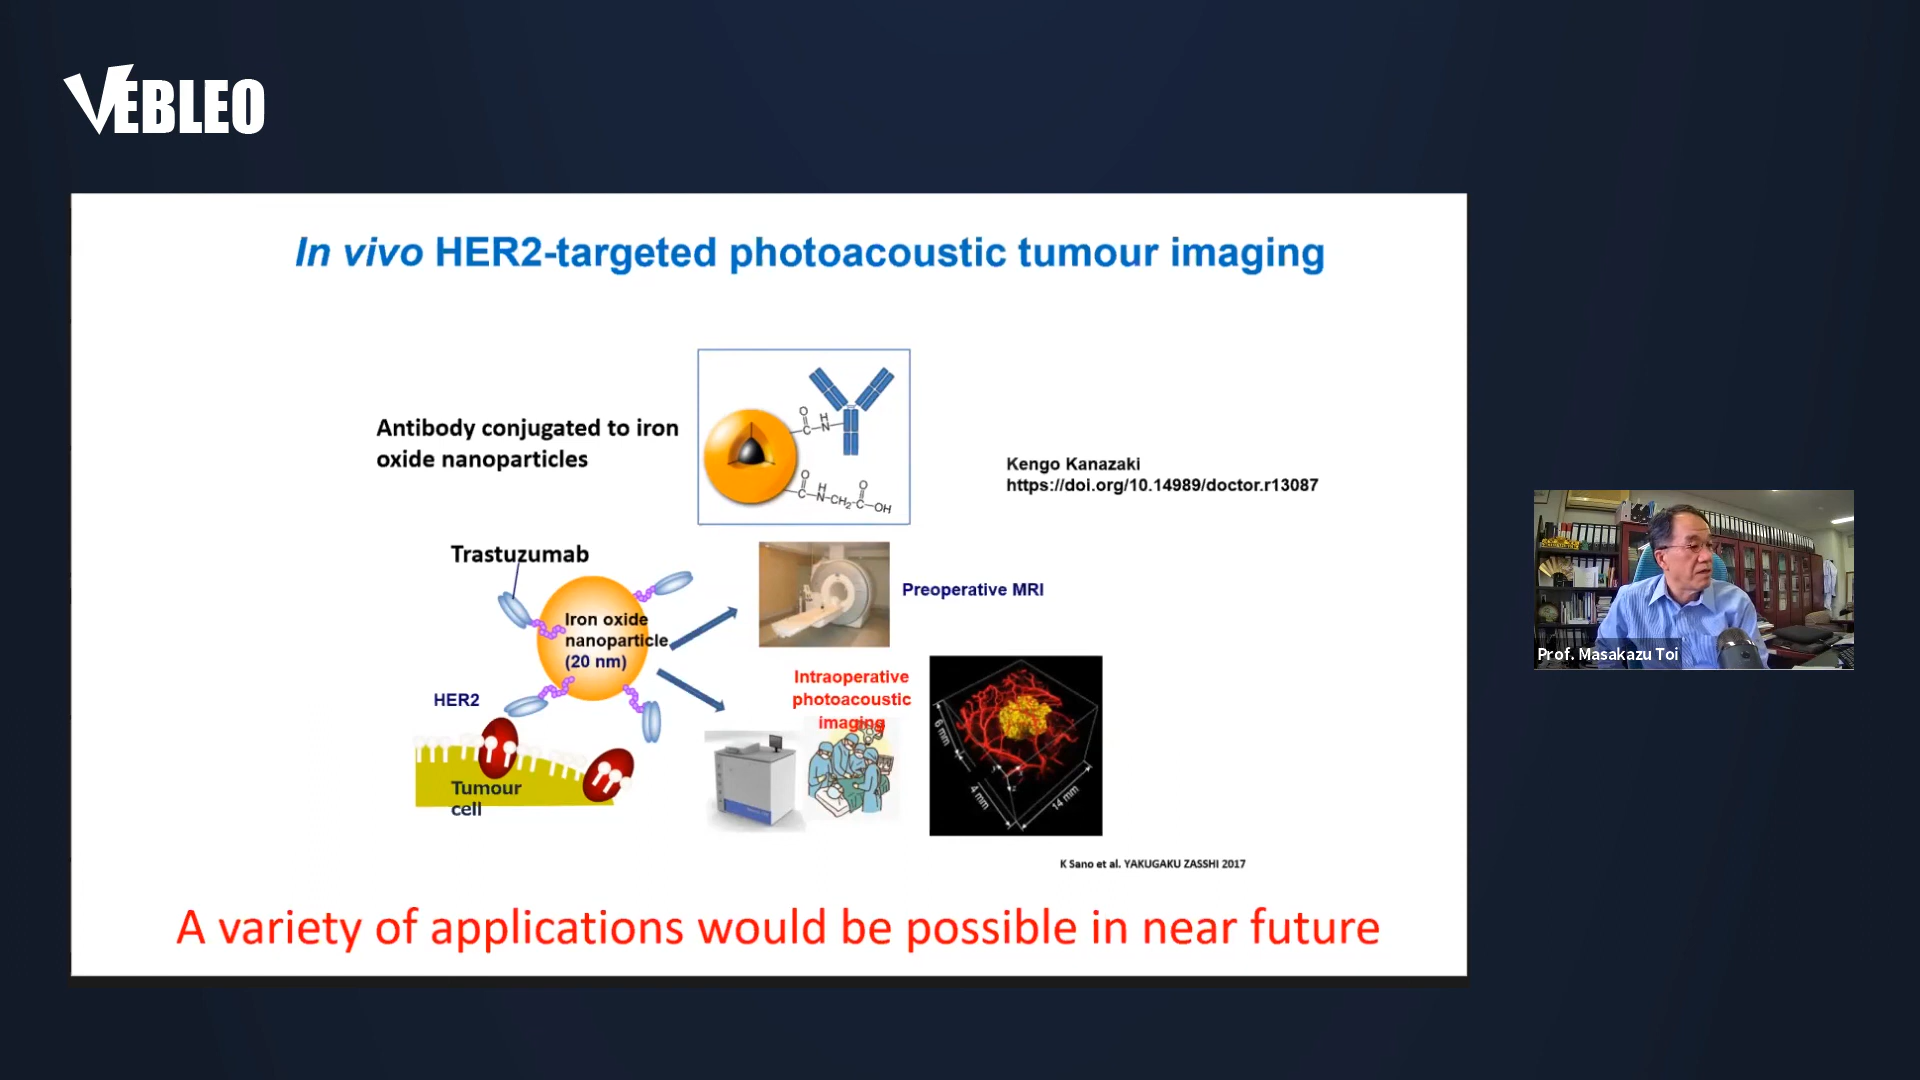 VEBLEO
In vivo HER2-targeted photoacoustic tumour imaging
Antibody conjugated to iron
oxide nanoparticles
O
C
H
N
O
C
H
N
CH2
O
C
OH
Kengo Kanazaki
https://doi.org/10.14989/doctor.r13087
Trastuzumab
Iron oxide
nanoparticle
(20 nm)
Preoperative MRI
HER2
Tumour
cell
Intraoperative
photoacoustic
imaging
6 mm
4 mm
14 mm
K Sano et al. YAKUGAKU ZASSHI 2017
A variety of applications would be possible in near future
Prof. Masakazu Toi